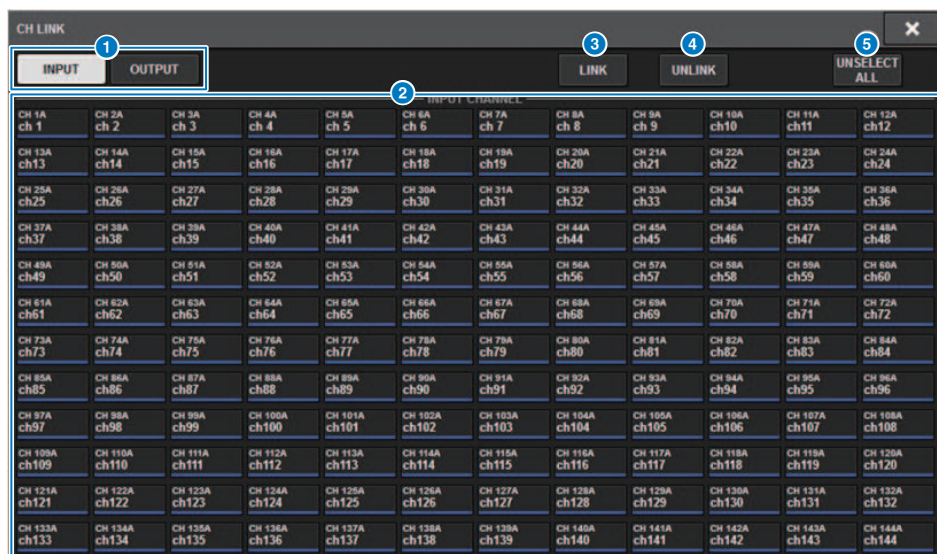 CH LINK
1
3 4 5
INPUT OUTPUT LINK UNLINK UNSELECT ALL
2
INPUT CHANNEL
CH 1A CH 2A CH 3A CH 4A CH 5A CH 6A CH 7A CH 8A CH 9A CH 10A CH 11A CH 12A
ch 1 ch 2 ch 3 ch 4 ch 5 ch 6 ch 7 ch 8 ch 9 ch10 ch11 ch12
CH 13A CH 14A CH 15A CH 16A CH 17A CH 18A CH 19A CH 20A CH 21A CH 22A CH 23A CH 24A
ch13 ch14 ch15 ch16 ch17 ch18 ch19 ch20 ch21 ch22 ch23 ch24
CH 25A CH 26A CH 27A CH 28A CH 29A CH 30A CH 31A CH 32A CH 33A CH 34A CH 35A CH 36A
ch25 ch26 ch27 ch28 ch29 ch30 ch31 ch32 ch33 ch34 ch35 ch36
CH 37A CH 38A CH 39A CH 40A CH 41A CH 42A CH 43A CH 44A CH 45A CH 46A CH 47A CH 48A
ch37 ch38 ch39 ch40 ch41 ch42 ch43 ch44 ch45 ch46 ch47 ch48
CH 49A CH 50A CH 51A CH 52A CH 53A CH 54A CH 55A CH 56A CH 57A CH 58A CH 59A CH 60A
ch49 ch50 ch51 ch52 ch53 ch54 ch55 ch56 ch57 ch58 ch59 ch60
CH 61A CH 62A CH 63A CH 64A CH 65A CH 66A CH 67A CH 68A CH 69A CH 70A CH 71A CH 72A
ch61 ch62 ch63 ch64 ch65 ch66 ch67 ch68 ch69 ch70 ch71 ch72
CH 73A CH 74A CH 75A CH 76A CH 77A CH 78A CH 79A CH 80A CH 81A CH 82A CH 83A CH 84A
ch73 ch74 ch75 ch76 ch77 ch78 ch79 ch80 ch81 ch82 ch83 ch84
CH 85A CH 86A CH 87A CH 88A CH 89A CH 90A CH 91A CH 92A CH 93A CH 94A CH 95A CH 96A
ch85 ch86 ch87 ch88 ch89 ch90 ch91 ch92 ch93 ch94 ch95 ch96
CH 97A CH 98A CH 99A CH 100A CH 101A CH 102A CH 103A CH 104A CH 105A CH 106A CH 107A CH 108A
ch97 ch98 ch99 ch100 ch101 ch102 ch103 ch104 ch105 ch106 ch107 ch108
CH 109A CH 110A CH 111A CH 112A CH 113A CH 114A CH 115A CH 116A CH 117A CH 118A CH 119A CH 120A
ch109 ch110 ch111 ch112 ch113 ch114 ch115 ch116 ch117 ch118 ch119 ch120
CH 121A CH 122A CH 123A CH 124A CH 125A CH 126A CH 127A CH 128A CH 129A CH 130A CH 131A CH 132A
ch121 ch122 ch123 ch124 ch125 ch126 ch127 ch128 ch129 ch130 ch131 ch132
CH 133A CH 134A CH 135A CH 136A CH 137A CH 138A CH 139A CH 140A CH 141A CH 142A CH 143A CH 144A
ch133 ch134 ch135 ch136 ch137 ch138 ch139 ch140 ch141 ch142 ch143 ch144